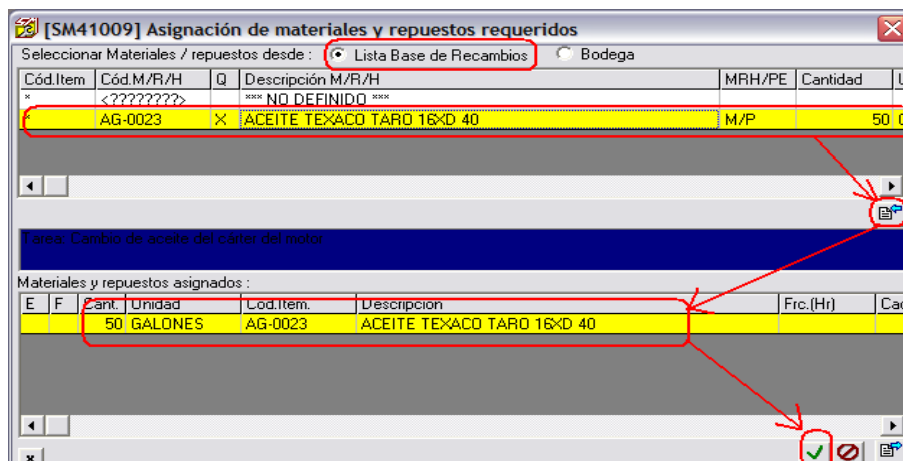 [SM41009] Asignación de materiales y repuestos requeridos
Seleccionar Materiales / repuestos desde : Lista Base de Recambios Bodega
Cód.Item Cód.M/R/H Q Descripción M/R/H MRH/PE Cantidad U
* <????????> *** NO DEFINIDO ***
* AG-0023 X ACEITE TEXACO TARO 16XD 40 M/P 50 G
Tarea: Cambio de aceite del cárter del motor
Materiales y repuestos asignados :
E F Cant. Unidad Cod.Item. Descripcion Frc.(Hr) Cad
50 GALONES AG-0023 ACEITE TEXACO TARO 16XD 40